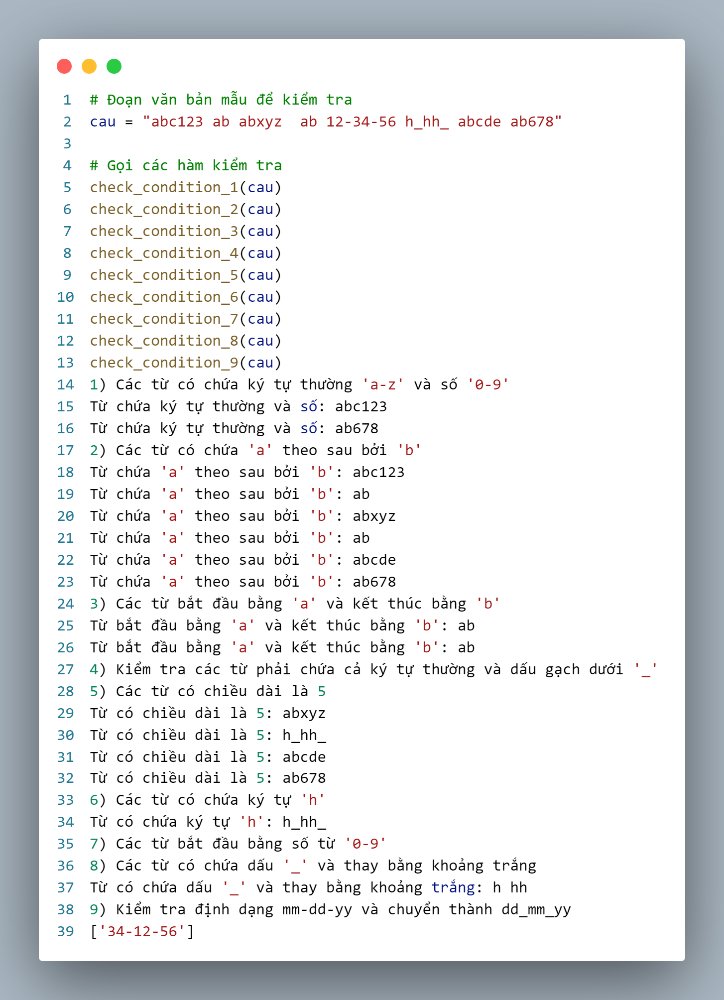 1 # Đoạn văn bản mẫu để kiểm tra
2 cau = "abc123 ab abxyz  ab 12-34-56 h_hh_ abcde ab678"
3
4 # Gọi các hàm kiểm tra
5 check_condition_1(cau)
6 check_condition_2(cau)
7 check_condition_3(cau)
8 check_condition_4(cau)
9 check_condition_5(cau)
10 check_condition_6(cau)
11 check_condition_7(cau)
12 check_condition_8(cau)
13 check_condition_9(cau)
14 1) Các từ có chứa ký tự thường 'a-z' và số '0-9'
15 Từ chứa ký tự thường và số: abc123
16 Từ chứa ký tự thường và số: ab678
17 2) Các từ có chứa 'a' theo sau bởi 'b'
18 Từ chứa 'a' theo sau bởi 'b': abc123
19 Từ chứa 'a' theo sau bởi 'b': ab
20 Từ chứa 'a' theo sau bởi 'b': abxyz
21 Từ chứa 'a' theo sau bởi 'b': ab
22 Từ chứa 'a' theo sau bởi 'b': abcde
23 Từ chứa 'a' theo sau bởi 'b': ab678
24 3) Các từ bắt đầu bằng 'a' và kết thúc bằng 'b'
25 Từ bắt đầu bằng 'a' và kết thúc bằng 'b': ab
26 Từ bắt đầu bằng 'a' và kết thúc bằng 'b': ab
27 4) Kiểm tra các từ phải chứa cả ký tự thường và dấu gạch dưới '_'
28 5) Các từ có chiều dài là 5
29 Từ có chiều dài là 5: abxyz
30 Từ có chiều dài là 5: h_hh_
31 Từ có chiều dài là 5: abcde
32 Từ có chiều dài là 5: ab678
33 6) Các từ có chứa ký tự 'h'
34 Từ có chứa ký tự 'h': h_hh_
35 7) Các từ bắt đầu bằng số từ '0-9'
36 8) Các từ có chứa dấu '_' và thay bằng khoảng trắng
37 Từ có chứa dấu '_' và thay bằng khoảng trắng: h hh
38 9) Kiểm tra định dạng mm-dd-yy và chuyển thành dd_mm_yy
39 ['34-12-56']